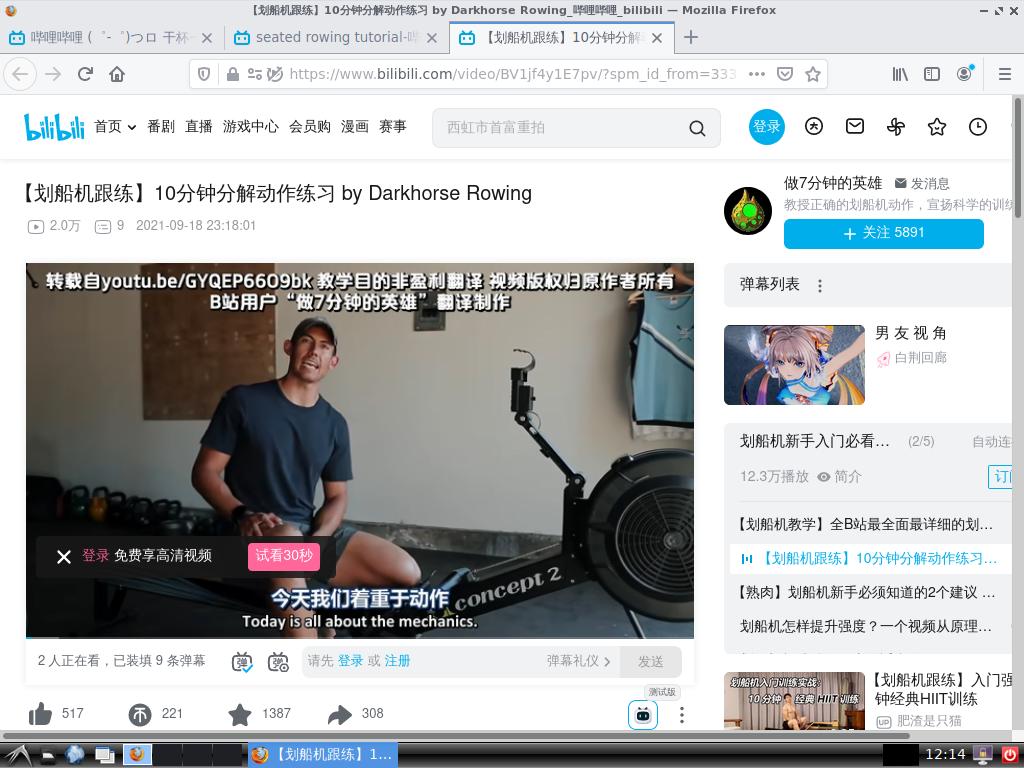 【划船机跟练】10分钟分解动作练习 by Darkhorse Rowing_哔哩哔哩_bilibili — Mozilla Firefox
哔哩哔哩 (゜-゜)つロ 干杯
seated rowing tutorial-哔
【划船机跟练】10分钟分解
https://www.bilibili.com/video/BV1jf4y1E7pv/?spm_id_from=333
bilibili
首页
番剧
直播
游戏中心
会员购
漫画
赛事
西虹市首富重拍
登录
【划船机跟练】10分钟分解动作练习 by Darkhorse Rowing
2.0万
9
2021-09-18 23:18:01
做7分钟的英雄
发消息
教授正确的划船机动作，宣扬科学的训练
+ 关注 5891
转载自youtu.be/GYQEP66O9bk 教学目的非盈利翻译 视频版权归原作者所有
B站用户“做7分钟的英雄”翻译制作
登录 免费享高清视频
试看30秒
concept 2
今天我们着重于动作
Today is all about the mechanics.
弹幕列表
男 友 视 角
白荆回廊
划船机新手入门必看…
(2/5)
自动连
12.3万播放
简介
订
【划船机教学】全B站最全面最详细的划…
【划船机跟练】10分钟分解动作练习…
【熟肉】划船机新手必须知道的2个建议 …
划船机怎样提升强度？一个视频从原理…
2 人正在看，已装填 9 条弹幕
弹
弹
请先 登录 或 注册
弹幕礼仪
发送
划船机入门训练实战：
10 分钟 经典 HIIT 训练
【划船机跟练】入门强
钟经典HIIT训练
UP 肥渣是只猫
517
221
1387
308
测试版
【划船机跟练】1...
12:14